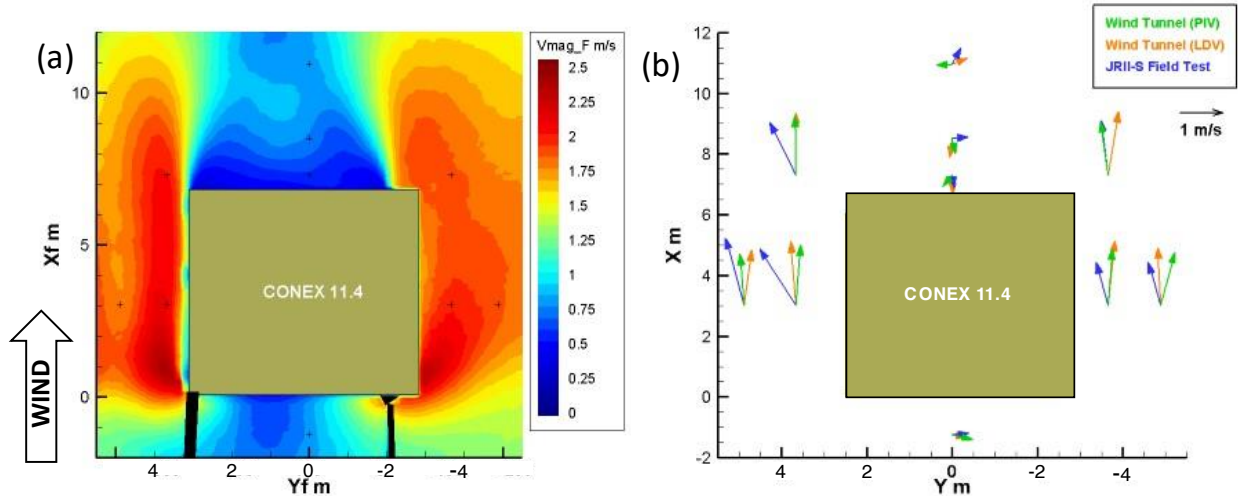 (a)
Vmag_F m/s
2.5
2.25
2
1.75
1.5
1.25
1
0.75
0.5
0.25
0
10
5
0
Xf m
CONEX 11.4
WIND
4
2
0
-2
-4
Yf m
(b)
Wind Tunnel (PIV)
Wind Tunnel (LDV)
JRII-S Field Test
1 m/s
12
10
8
6
4
2
0
-2
X m
CONEX 11.4
4
2
0
-2
-4
Y m